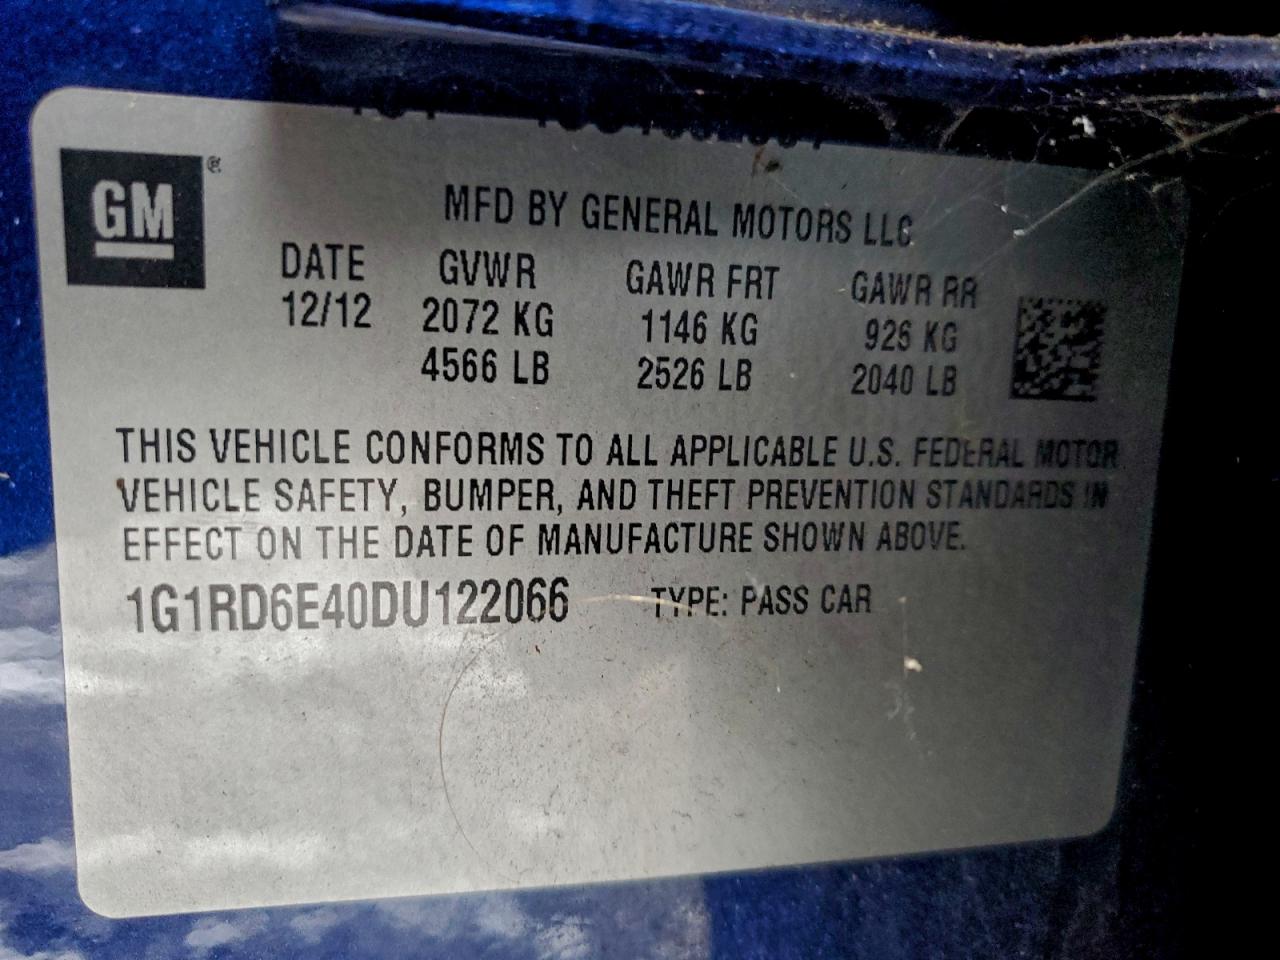 GM
MFD BY GENERAL MOTORS LLC
DATE GVWR GAWR FRT GAWR RR
12/12 2072 KG 1146 KG 926 KG
4566 LB 2526 LB 2040 LB
THIS VEHICLE CONFORMS TO ALL APPLICABLE U.S. FEDERAL MOTOR
VEHICLE SAFETY, BUMPER, AND THEFT PREVENTION STANDARDS IN
EFFECT ON THE DATE OF MANUFACTURE SHOWN ABOVE.
1G1RD6E40DU122066 TYPE: PASS CAR